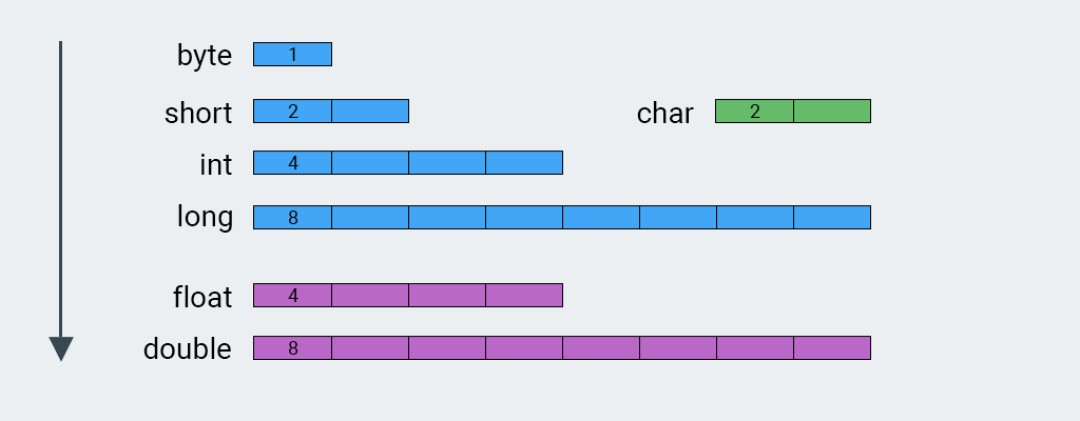 byte 1
short 2 char 2
int 4
long 8
float 4
double 8